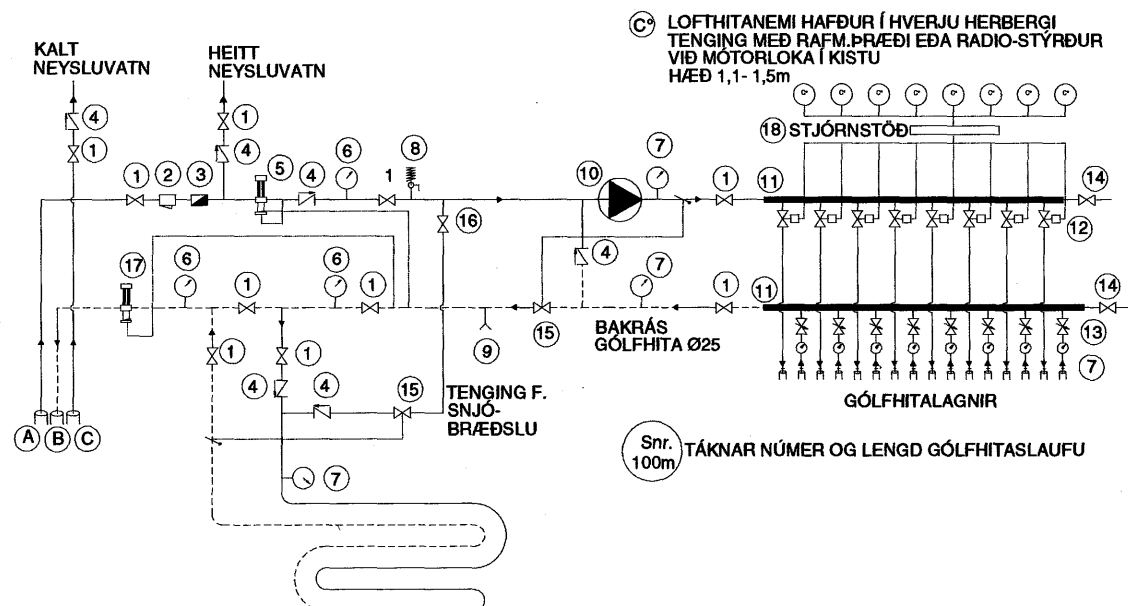 C° LOFTHITANEMI HAFÐUR Í HVERJU HERBERGI
TENGING MEÐ RAFM.ÞRÆÐI EÐA RADIO-STÝRÐUR
VIÐ MÓTORLOKA Í KISTU
HÆÐ 1,1- 1,5m
KALT
NEYSLUVATN
HEITT
NEYSLUVATN
4
1
1
4
18 STJÓRNSTÖÐ
1
2
3
5
4
6
1
8
10
7
1
11
14
16
12
17
6
1
6
1
4
7
1
11
14
15
13
9
BAKRÁS
GÓLFHITA Ø25
1
1
4
4
15
7
TENGING F.
SNJÓ-
BRÆÐSLU
GÓLFHITALAGNIR
A
B
C
Snr.
100m
TÁKNAR NÚMER OG LENGD GÓLFHITASLAUFU
7